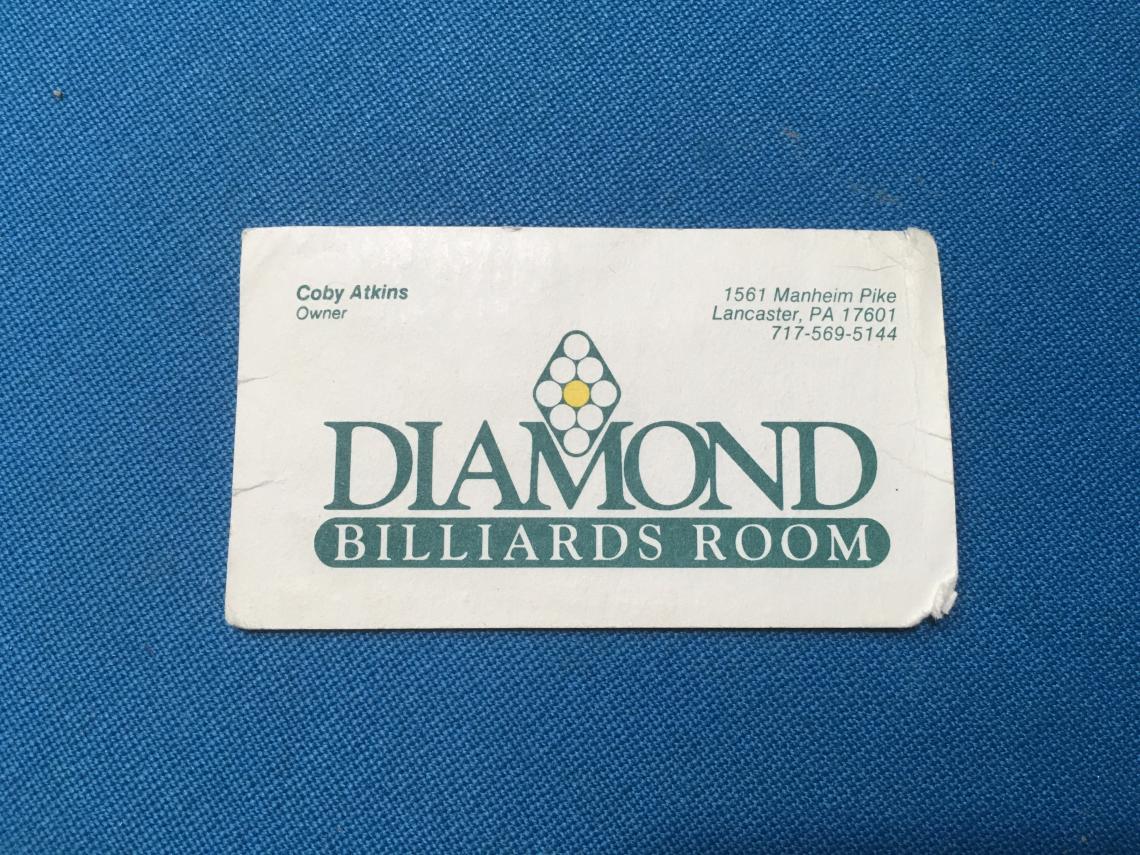 Coby Atkins
Owner
1561 Manheim Pike
Lancaster, PA 17601
717-569-5144
DIAMOND
BILLIARDS ROOM